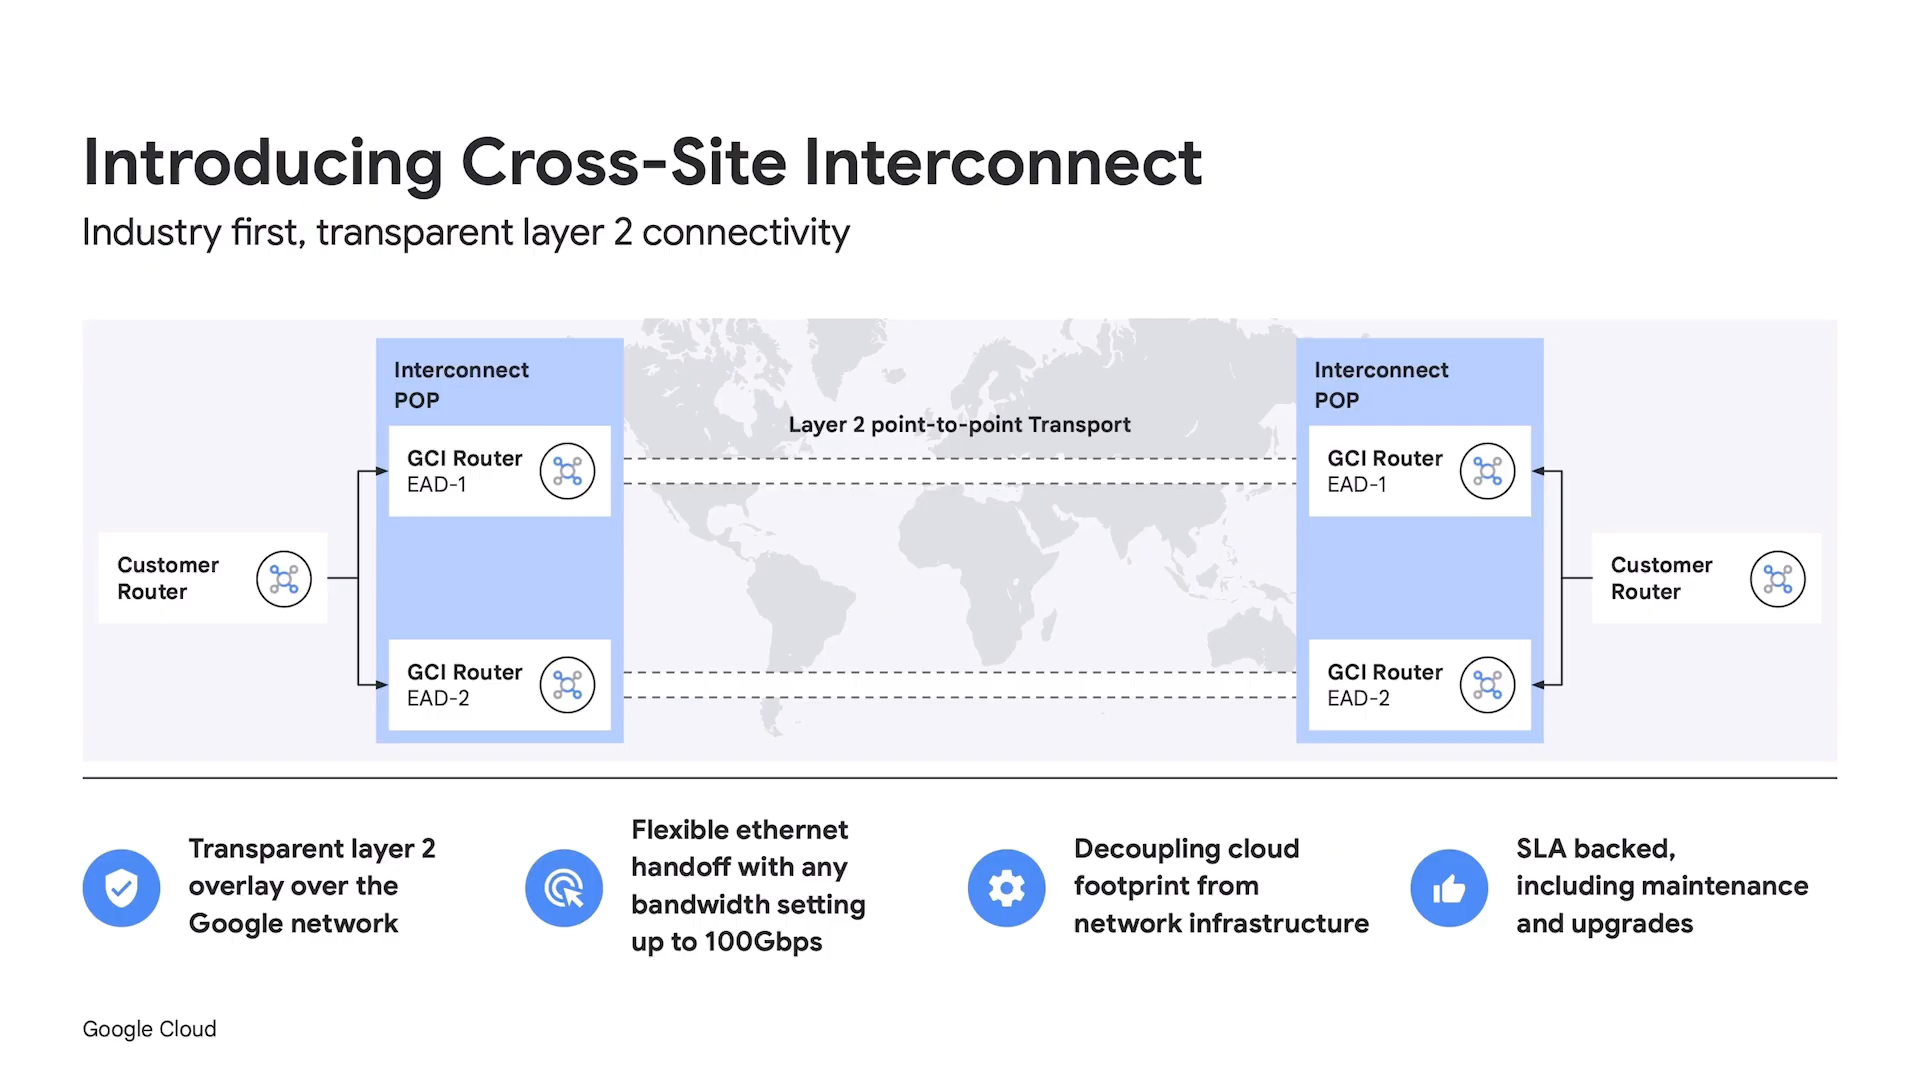 Introducing Cross-Site Interconnect
Industry first, transparent layer 2 connectivity
Interconnect
POP
GCI Router
EAD-1
GCI Router
EAD-2
Customer
Router
Layer 2 point-to-point Transport
Interconnect
POP
GCI Router
EAD-1
GCI Router
EAD-2
Customer
Router
Transparent layer 2
overlay over the
Google network
Flexible ethernet
handoff with any
bandwidth setting
up to 100Gbps
Decoupling cloud
footprint from
network infrastructure
SLA backed,
including maintenance
and upgrades
Google Cloud